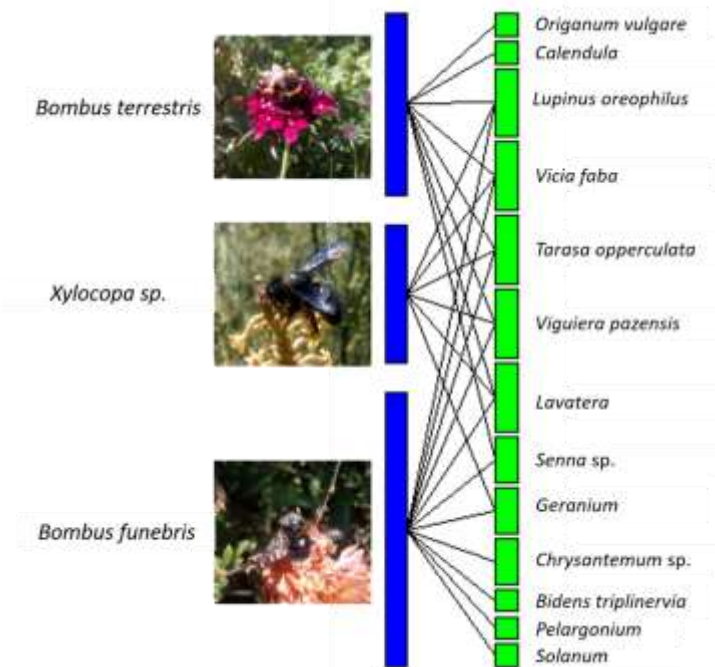 Bombus terrestris
Xylocopa sp.
Bombus funebris
Origanum vulgare
Calendula
Lupinus oreophilus
Vicia faba
Tarasa opperculata
Viguiera pazensis
Lavatera
Senna sp.
Geranium
Chrysantemum sp.
Bidens triplinervia
Pelargonium
Solanum